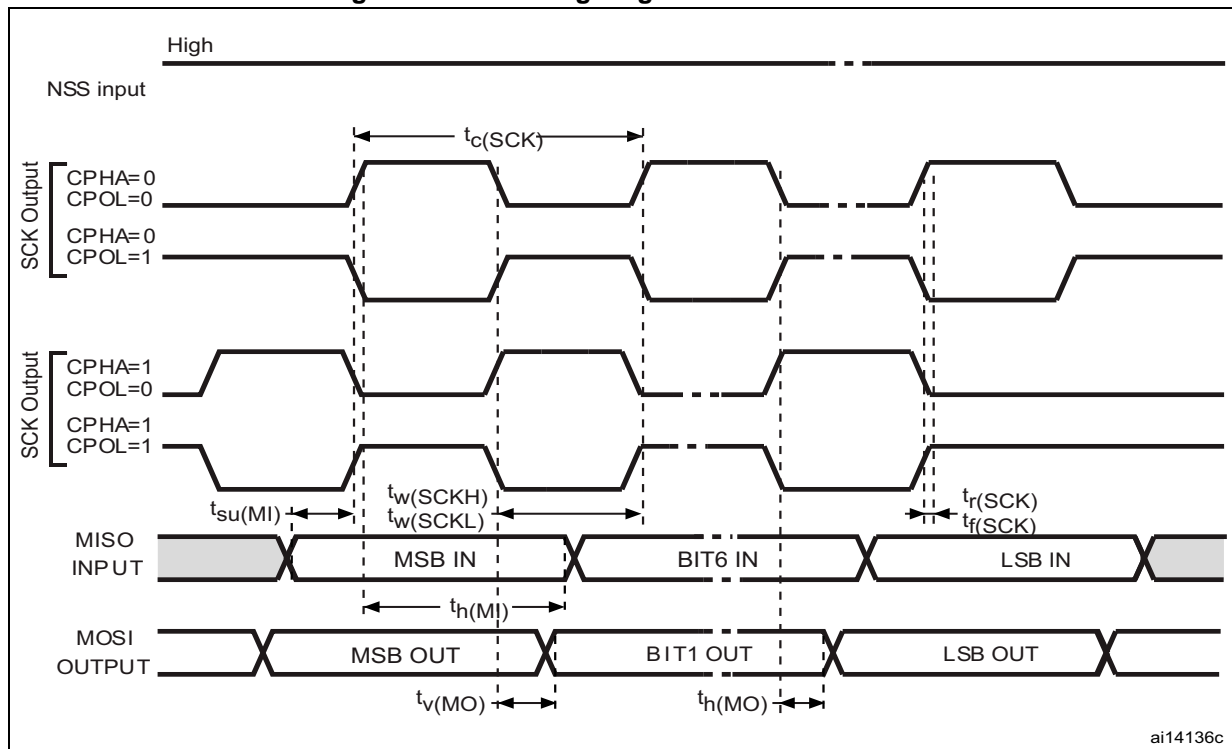 High
NSS input
tc(SCK)
SCK Output
CPHA=0
CPOL=0
CPHA=0
CPOL=1
SCK Output
CPHA=1
CPOL=0
CPHA=1
CPOL=1
tsu(MI)
tw(SCKH)
tw(SCKL)
tr(SCK)
tf(SCK)
MISO
INPUT
MSB IN
BIT6 IN
LSB IN
th(MI)
MOSI
OUTPUT
MSB OUT
BIT1 OUT
LSB OUT
tv(MO)
th(MO)
ai14136c